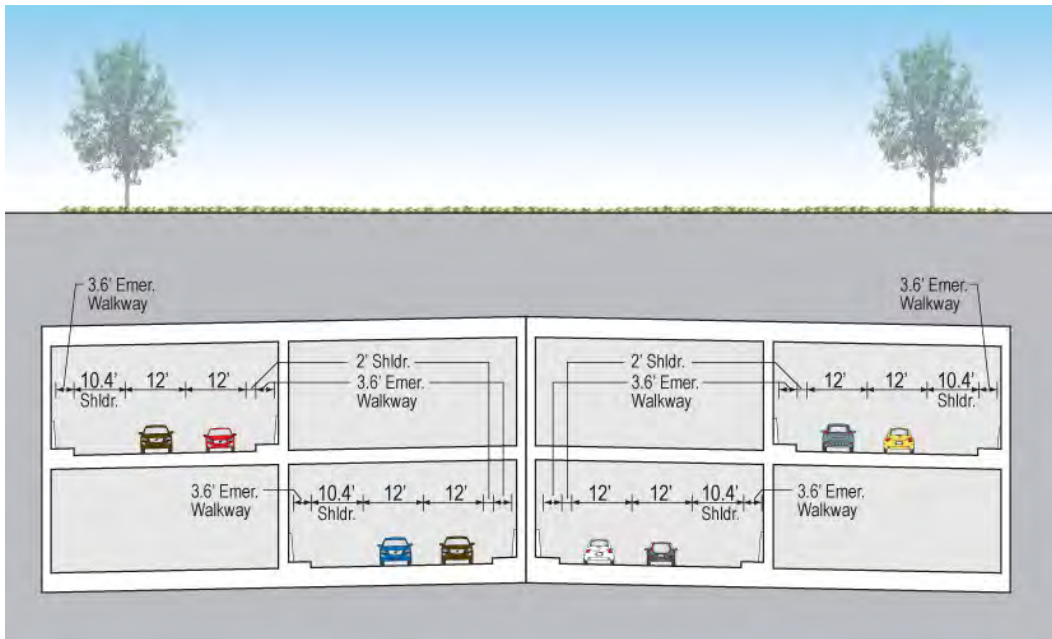 3.6' Emer.
Walkway
3.6' Emer.
Walkway
2' Shldr.
3.6' Emer.
Walkway
2' Shldr.
3.6' Emer.
Walkway
10.4' 12' 12'
Shldr.
12' 12' 10.4'
Shldr.
3.6' Emer.
Walkway
10.4' 12' 12'
Shldr.
12' 12' 10.4'
Shldr.
3.6' Emer.
Walkway